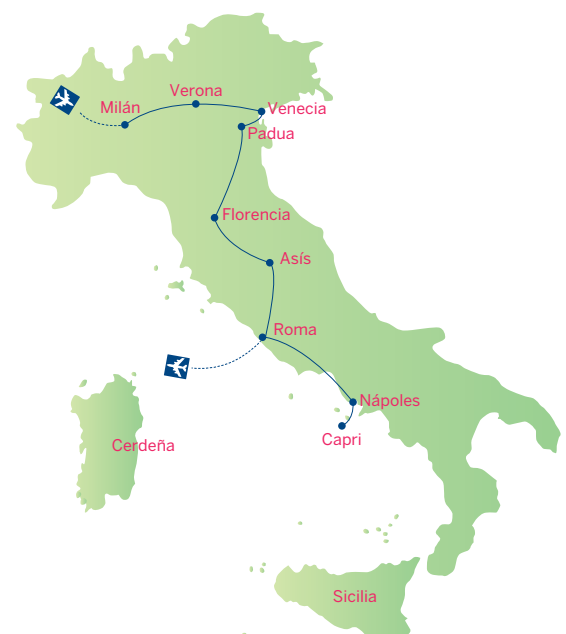 Verona
Milán
Venecia
Padua
Florencia
Asís
Roma
Nápoles
Capri
Cerdeña
Sicilia